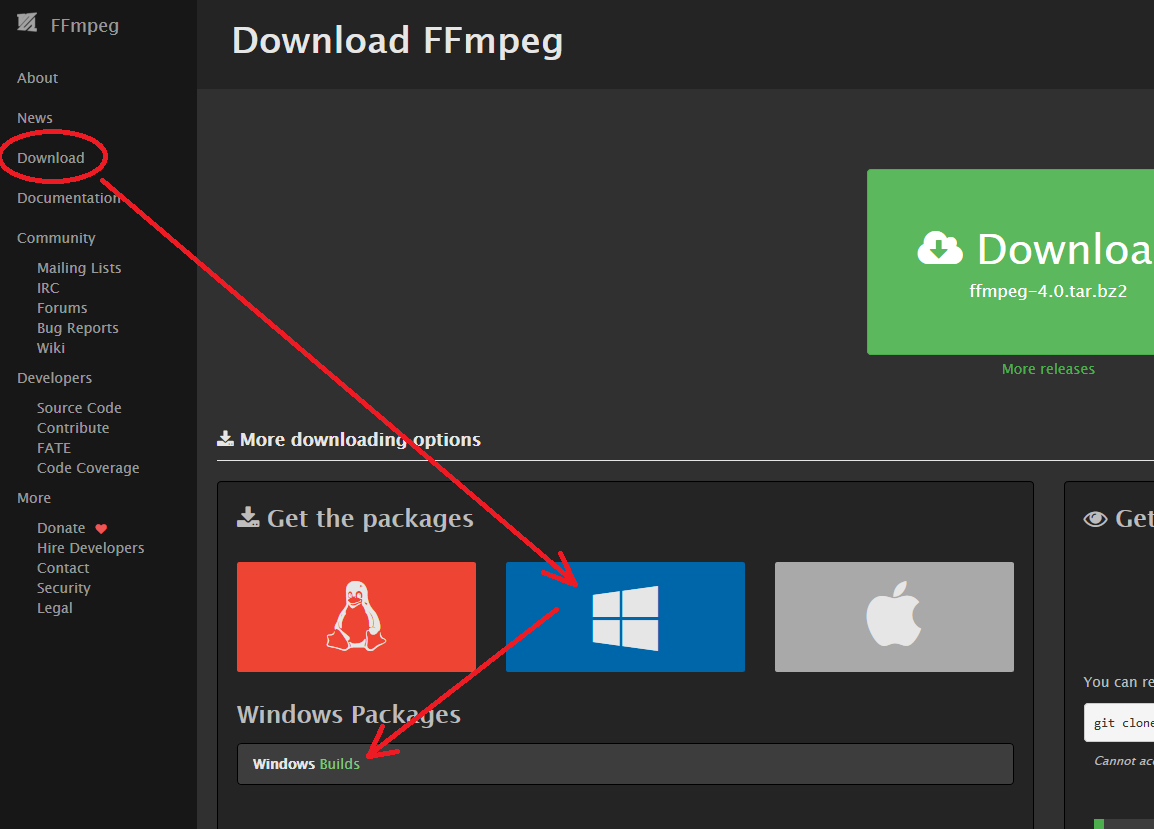 FFmpeg
About
News
Download
Documentation
Community
Mailing Lists
IRC
Forums
Bug Reports
Wiki
Developers
Source Code
Contribute
FATE
Code Coverage
More
Donate
Hire Developers
Contact
Security
Legal
Download FFmpeg
Downloa
ffmpeg-4.0.tar.bz2
More releases
More downloading options
Get the packages
Windows Packages
Windows Builds
Get
You can re
git clone
Cannot acc